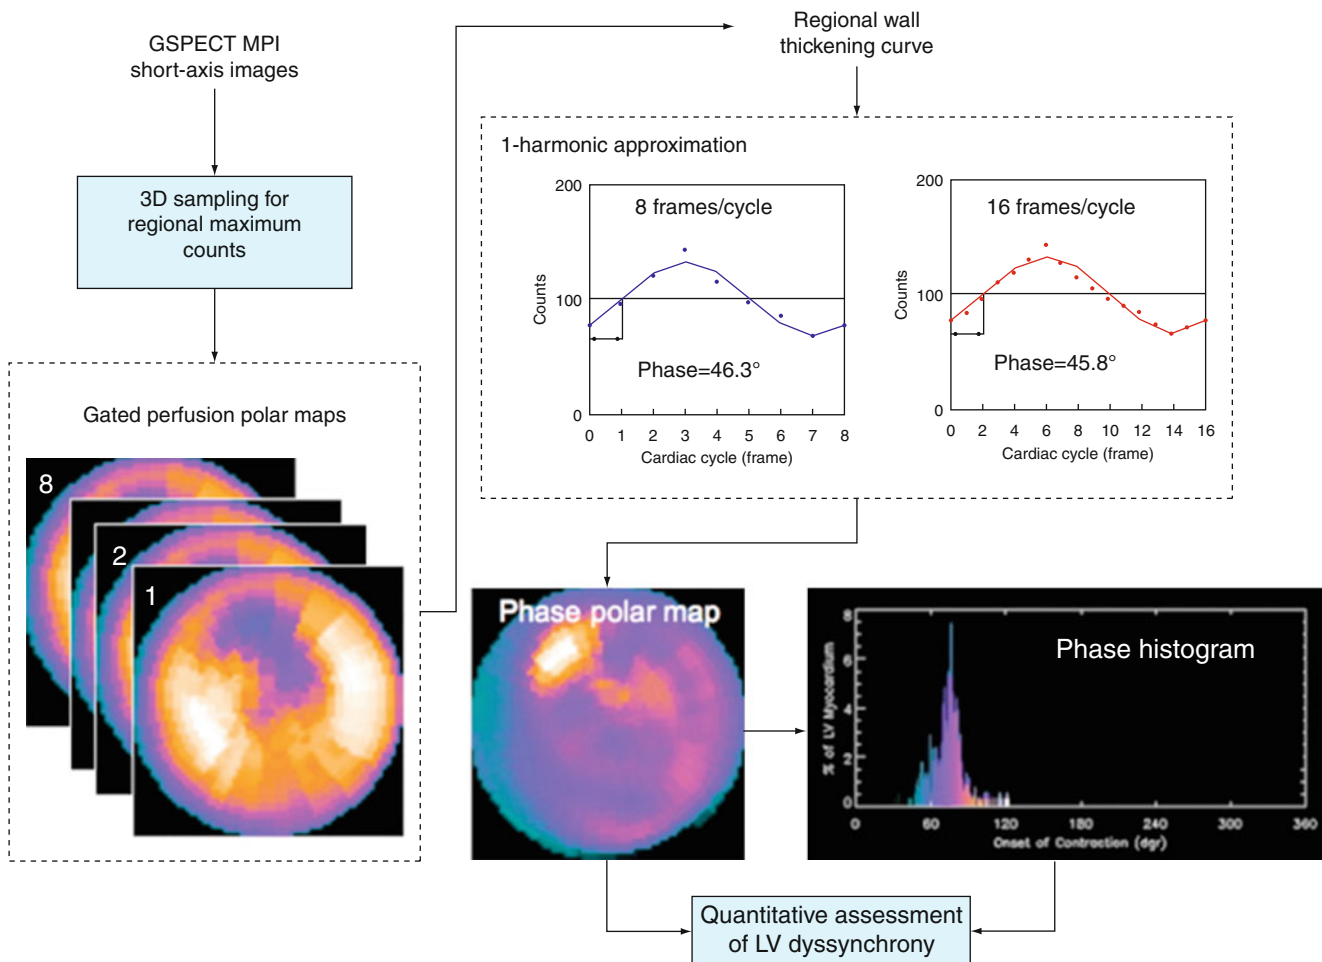 GSPECT MPI
short-axis images
3D sampling for
regional maximum
counts
Gated perfusion polar maps
8
2
1
Regional wall
thickening curve
1-harmonic approximation
200
8 frames/cycle
Counts
100
Phase=46.3°
0
0 1 2 3 4 5 6 7 8
Cardiac cycle (frame)
200
16 frames/cycle
Counts
100
Phase=45.8°
0
0 2 4 6 8 10 12 14 16
Cardiac cycle (frame)
Phase polar map
Phase histogram
% of LV Myocardium
8
6
4
2
0
0 60 120 180 240 300 360
Onset of Contraction (dgr)
Quantitative assessment
of LV dyssynchrony